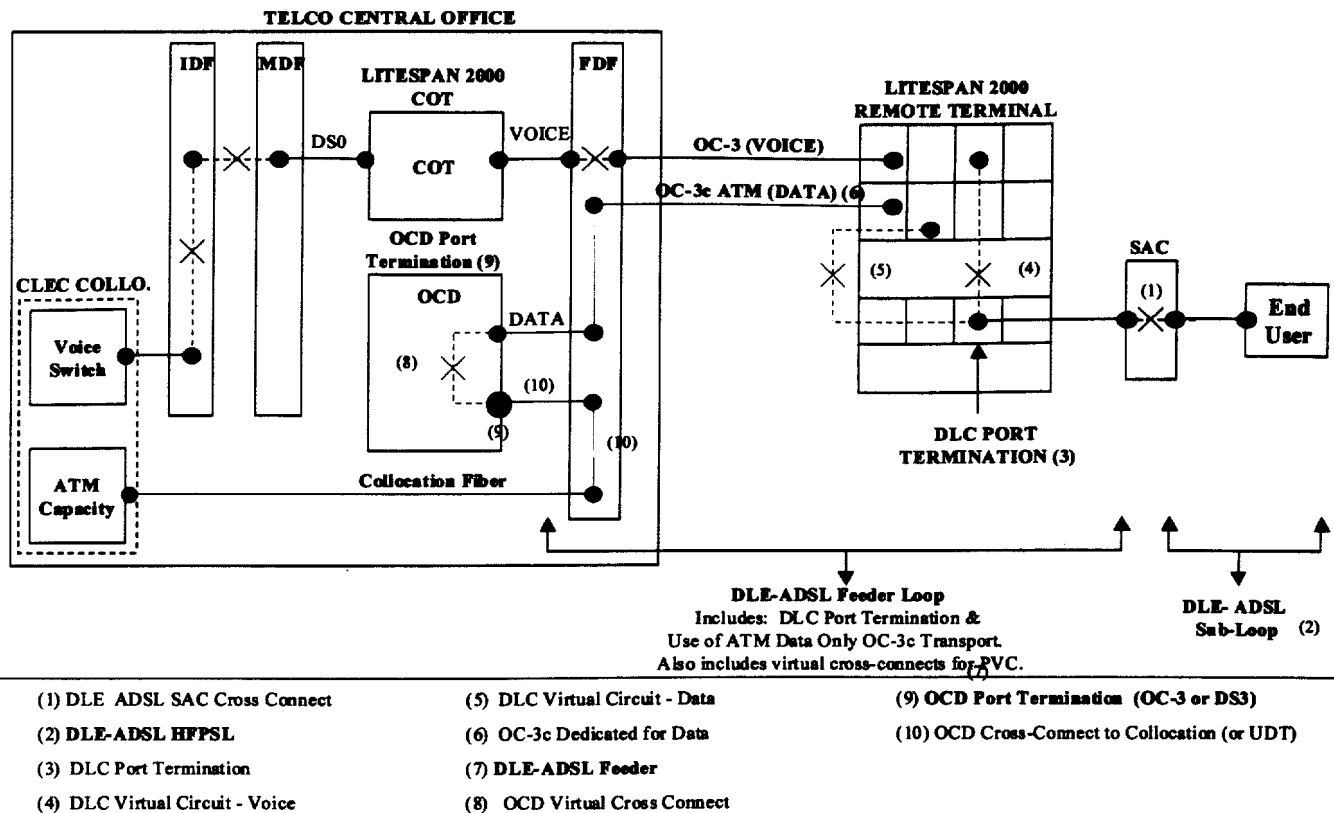 TELCO CENTRAL OFFICE
IDF
MDF
FDF
LITESPAN 2000
COT
LITESPAN 2000
REMOTE TERMINAL
DS0
COT
VOICE
OC-3 (VOICE)
OC-3c ATM (DATA) (6)
OCD Port
Termination (9)
OCD
SAC
(5)
(4)
(1)
CLEC COLLO.
DATA
End
User
Voice
Switch
(8)
(10)
(9)
(10)
DLC PORT
TERMINATION (3)
ATM
Capacity
Collocation Fiber
DLE-ADSL Feeder Loop
Includes: DLC Port Termination &
Use of ATM Data Only OC-3c Transport.
Also includes virtual cross-connects for PVC.
(7)
DLE- ADSL
Sub-Loop (2)
(1) DLE ADSL SAC Cross Connect
(2) DLE-ADSL HFPSL
(3) DLC Port Termination
(4) DLC Virtual Circuit - Voice
(5) DLC Virtual Circuit - Data
(6) OC-3c Dedicated for Data
(7) DLE-ADSL Feeder
(8) OCD Virtual Cross Connect
(9) OCD Port Termination (OC-3 or DS3)
(10) OCD Cross-Connect to Collocation (or UDT)